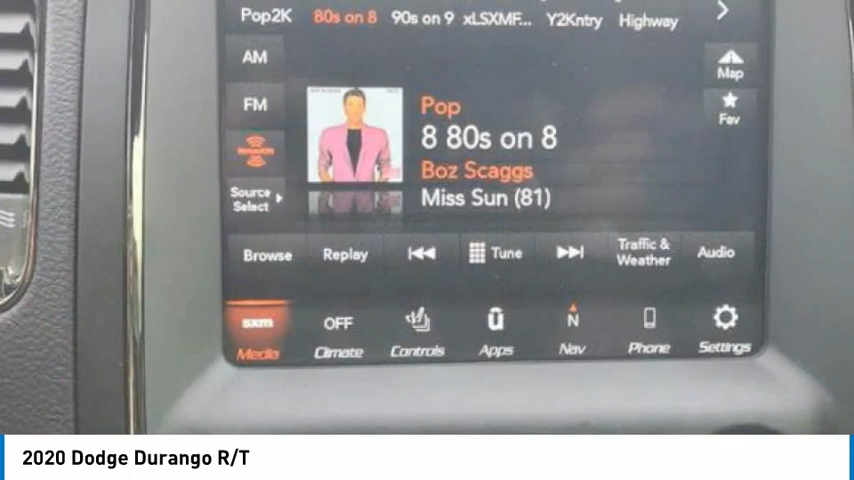 Pop2K 80s on 8 90s on 9 xLSXMF... Y2Kntry Highway
AM
Map
FM
Fav
Pop
8 80s on 8
Boz Scaggs
Source
Select
Miss Sun (81)
Browse Replay Tune Traffic &
Weather Audio
sxm OFF N
Media Climate Controls Apps Nav Phone Settings
2020 Dodge Durango R/T